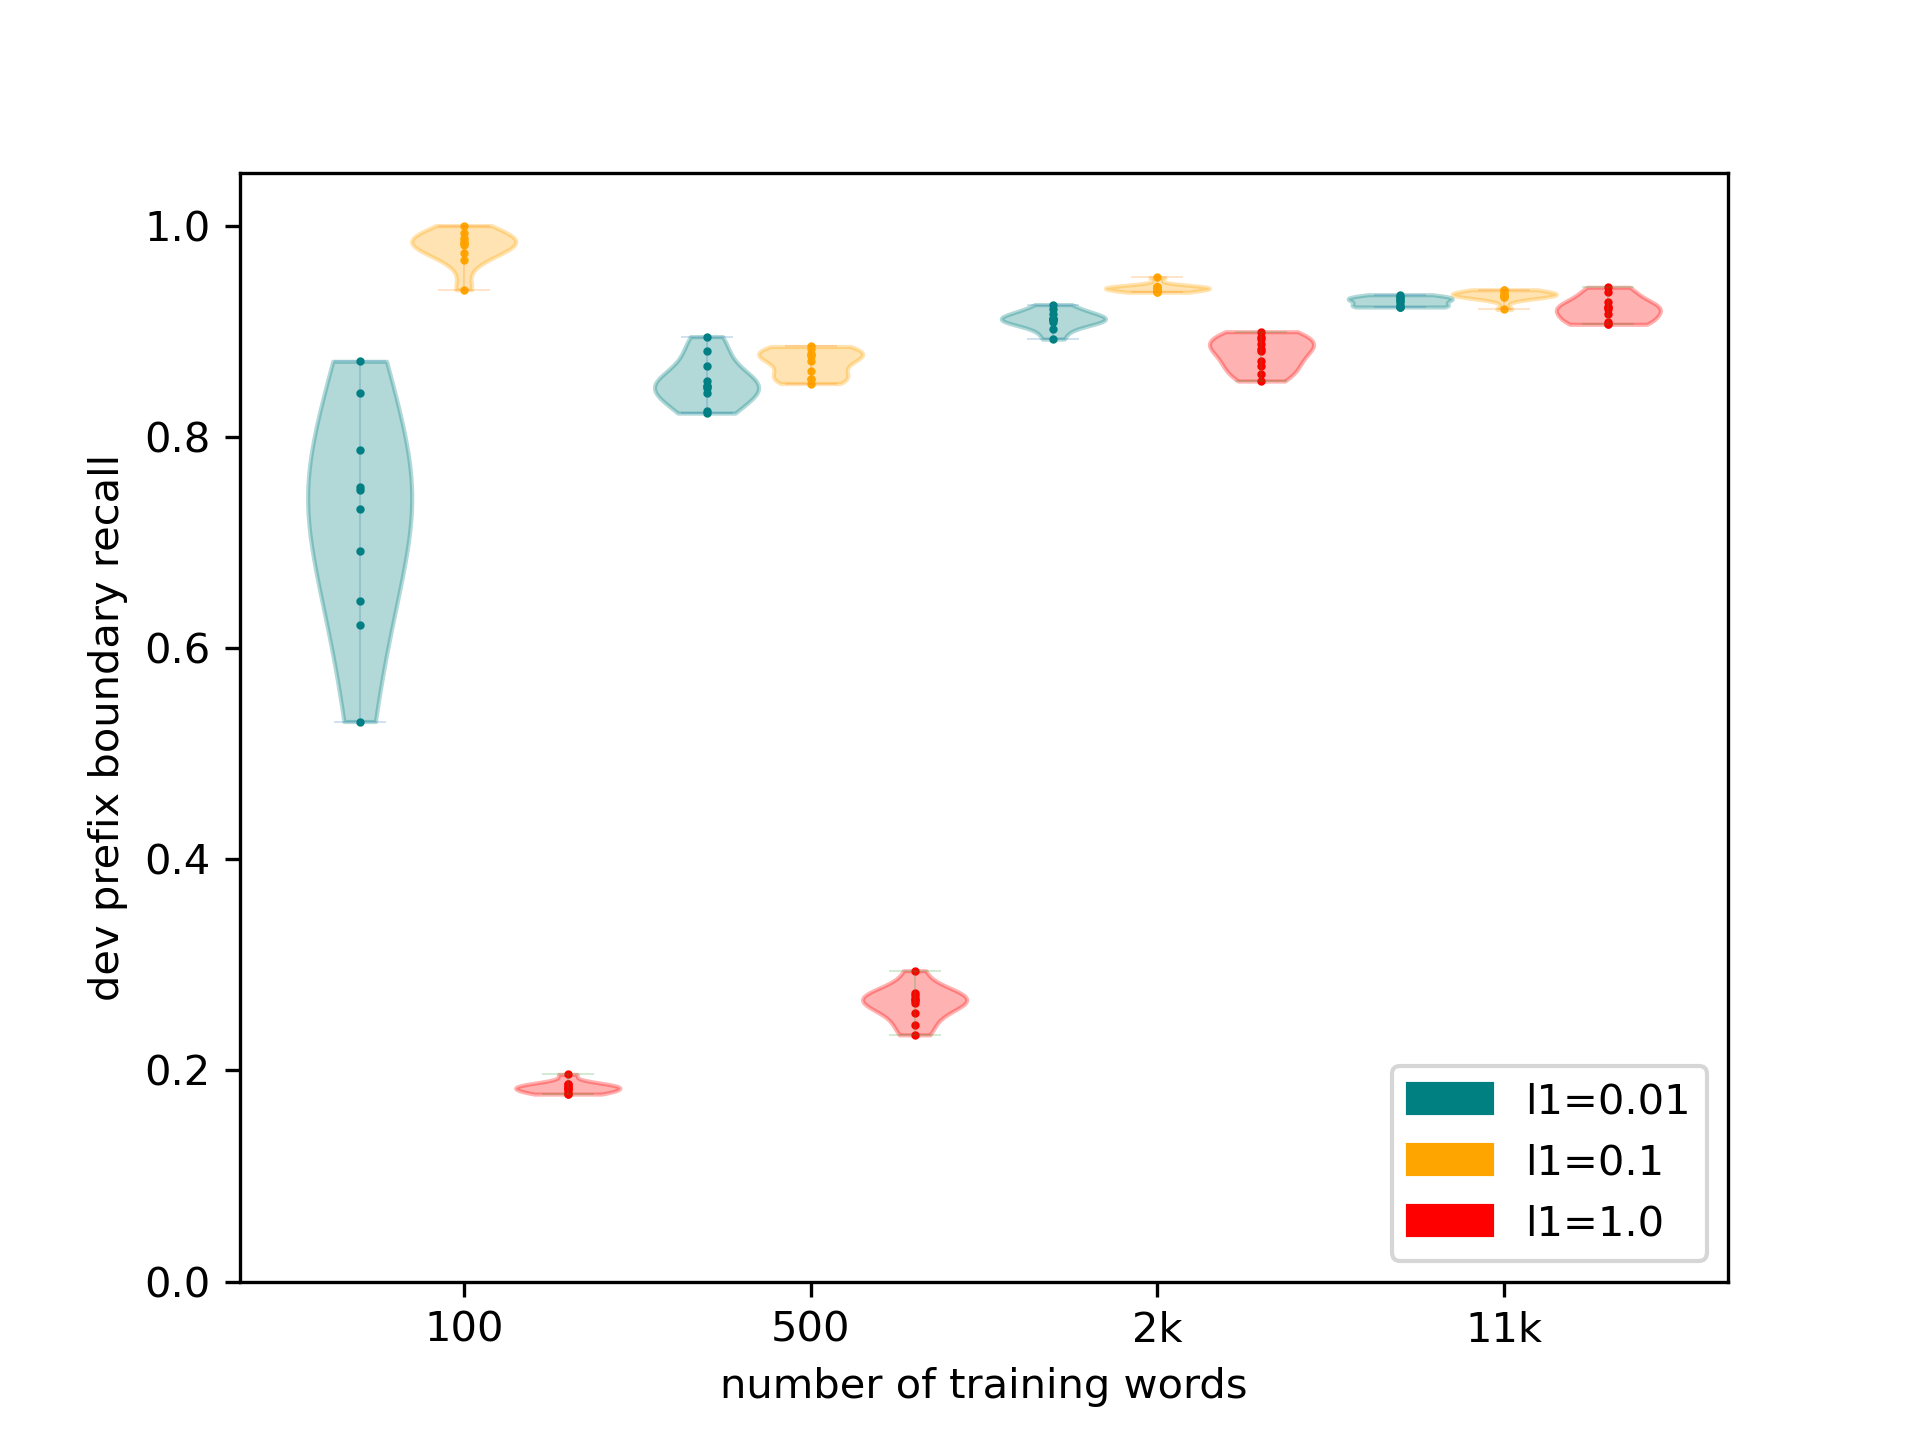 1.0
0.8
0.6
0.4
0.2
0.0
dev prefix boundary recall
100 500 2k 11k
number of training words
l1=0.01
l1=0.1
l1=1.0